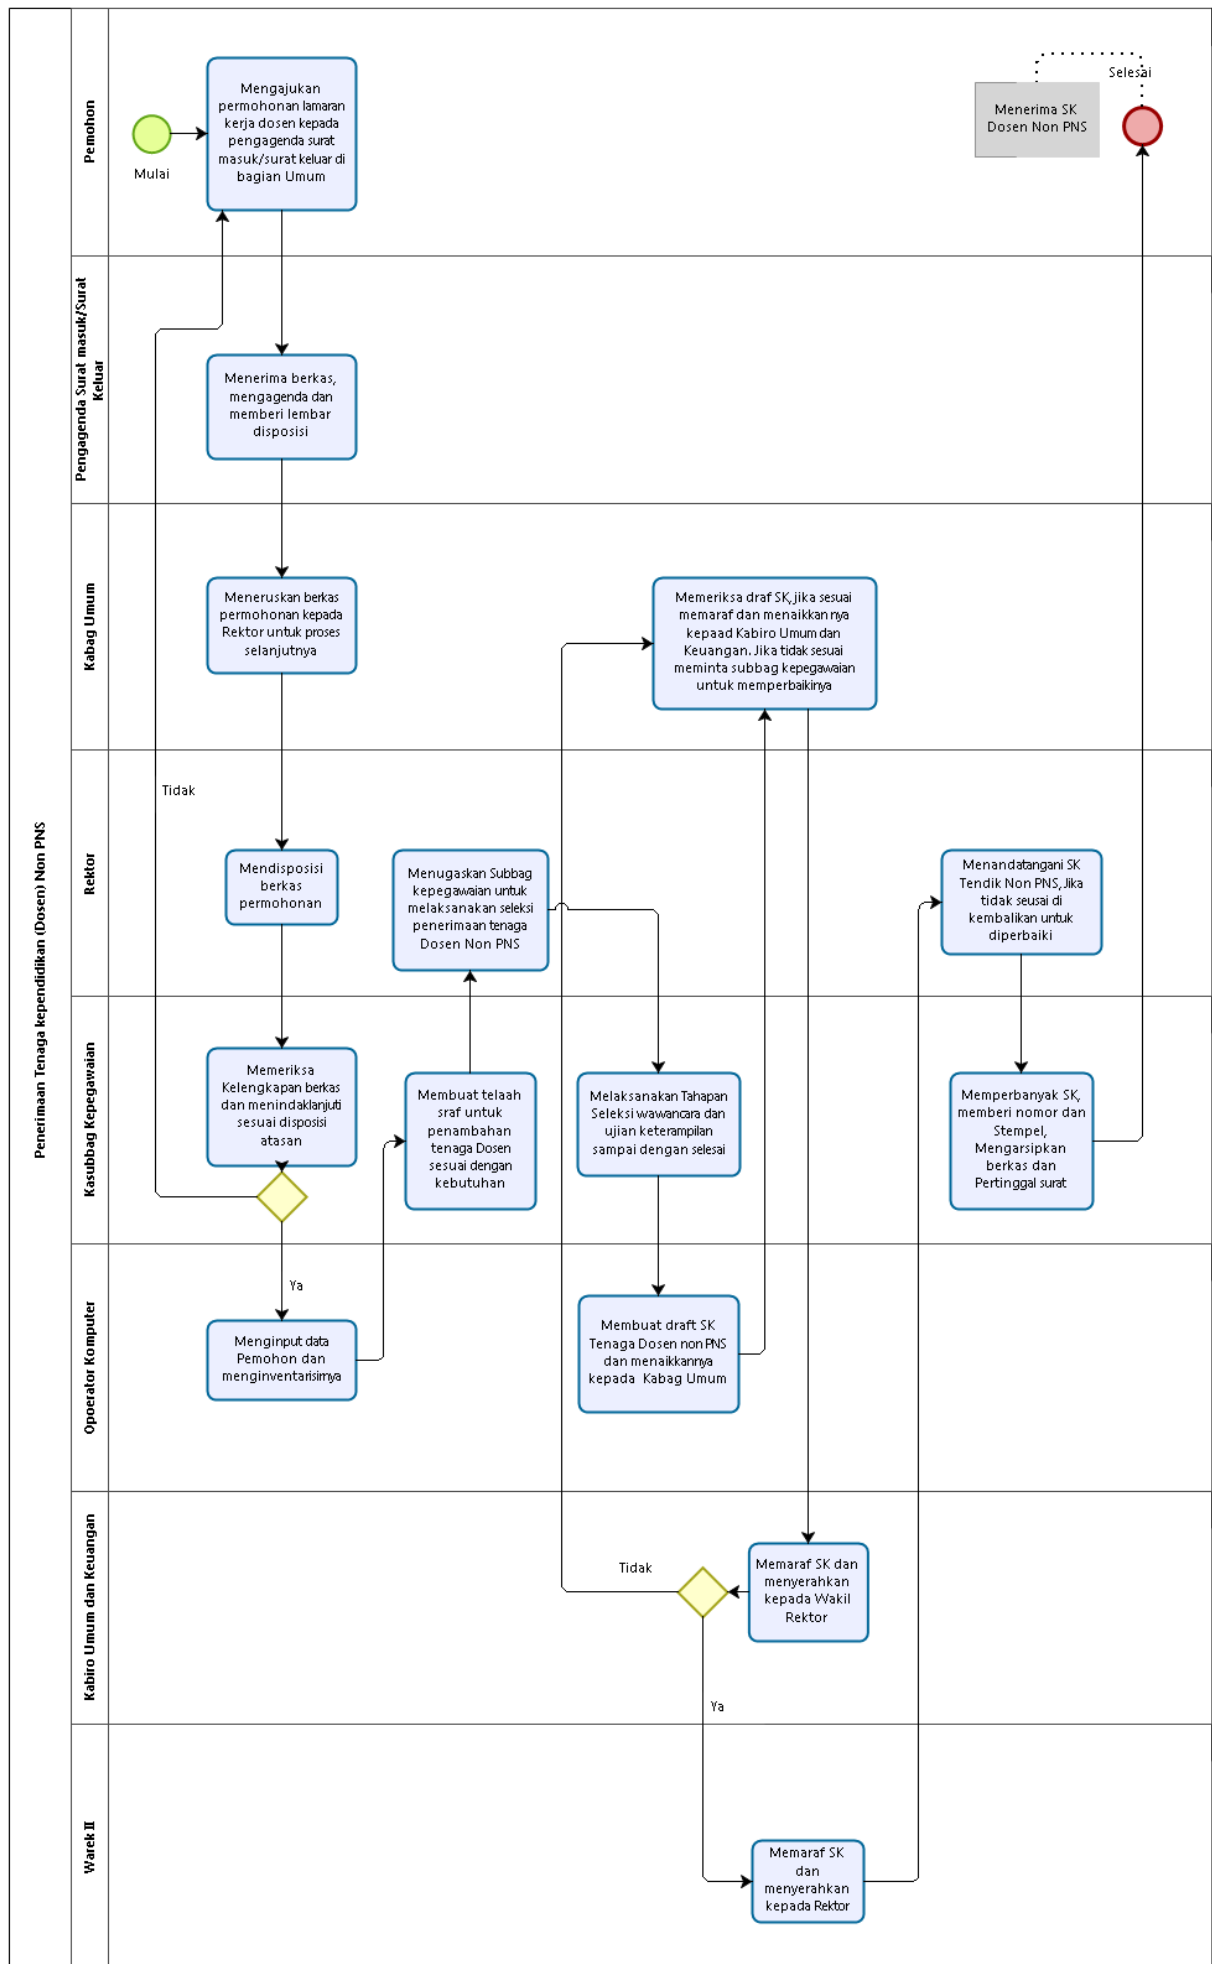 Penerimaan Tenaga kependidikan (Dosen) Non PNS
Pemohon
Mulai
Mengajukan
permohonan lamaran
kerja dosen kepada
pengagenda surat
masuk/surat keluar di
bagian Umum
Menerima SK
Dosen Non PNS
Selesai
Pengagenda Surat masuk/Surat
Keluar
Menerima berkas,
mengagenda dan
memberi lembar
disposisi
Kabag Umum
Meneruskan berkas
permohonan kepada
Rektor untuk proses
selanjutnya
Memeriksa draf SK, jika sesuai
memaraf dan menaikkan nya
kepaad Kabiro Umum dan
Keuangan. Jika tidak sesuai
meminta subbag kepegawaian
untuk memperbaikinya
Rektor
Tidak
Mendisposisi
berkas
permohonan
Menugaskan Subbag
kepegawaian untuk
melaksanakan seleksi
penerimaan tenaga
Dosen Non PNS
Menandatangani SK
Tendik Non PNS, Jika
tidak seusai di
kembalikan untuk
diperbaiki
Kasubbag Kepegawaian
Memeriksa
Kelengkapan berkas
dan menindaklanjuti
sesuai disposisi
atasan
Membuat telaah
sraf untuk
penambahan
tenaga Dosen
sesuai dengan
kebutuhan
Melaksanakan Tahapan
Seleksi wawancara dan
ujian keterampilan
sampai dengan selesai
Memperbanyak SK,
memberi nomor dan
Stempel,
Mengarsipkan
berkas dan
Pertinggal surat
Opoerator Komputer
Ya
Menginput data
Pemohon dan
menginventarisirnya
Membuat draft SK
Tenaga Dosen non PNS
dan menaikkannya
kepada Kabag Umum
Kabiro Umum dan Keuangan
Tidak
Memaraf SK dan
menyerahkan
kepada Wakil
Rektor
Ya
Warek II
Memaraf SK
dan
menyerahkan
kepada Rektor